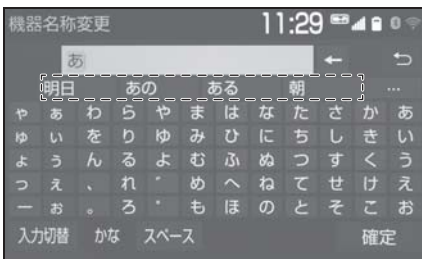 機器名称変更 11:29
あ
明日 あの ある 朝 …
ゃ ぁ わ ら や ま は な た さ か あ
ゅ ぃ を り ゆ み ひ に ち し き い
ょ ぅ ん る よ む ふ ぬ つ す く う
っ ぇ 、 れ ゛ め へ ね て せ け え
ー ぉ 。 ろ ゜ も ほ の と そ こ お
入力切替 かな スペース 確定